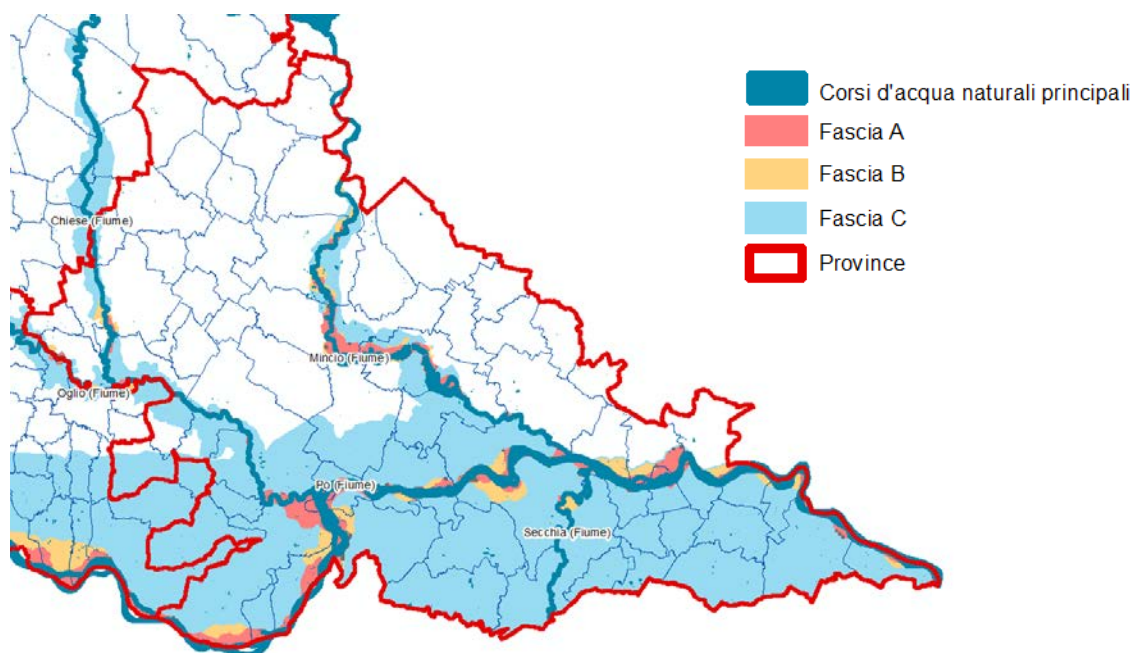 Corsi d'acqua naturali principali
Fascia A
Fascia B
Fascia C
Province
Chiese (Fiume)
Mincio (Fiume)
Oglio (Fiume)
Po (Fiume)
Secchia (Fiume)